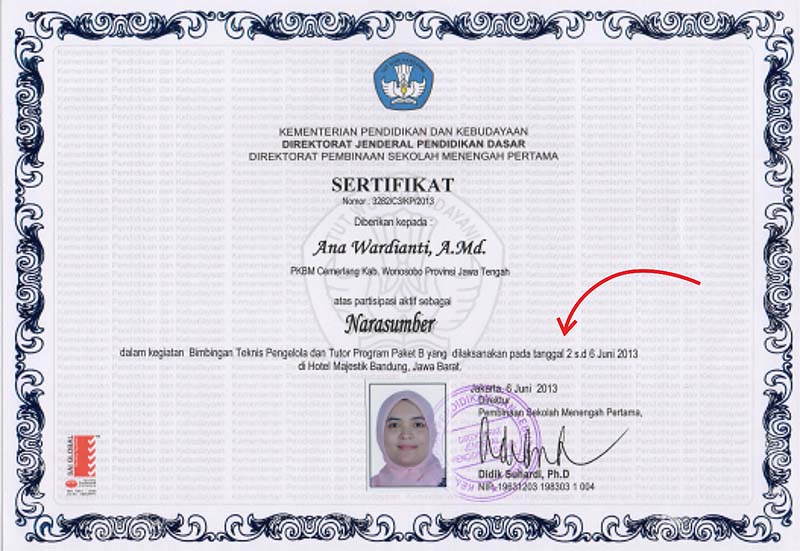 KEMENTERIAN PENDIDIKAN DAN KEBUDAYAAN
DIREKTORAT JENDERAL PENDIDIKAN DASAR
DIREKTORAT PEMBINAAN SEKOLAH MENENGAH PERTAMA
SERTIFIKAT
Nomor : 3282/C3/KP/2013
Diberikan kepada :
Ana Wardianti, A.Md.
PKBM Cemerlang Kab. Wonosobo Provinsi Jawa Tengah
atas partisipasi aktif sebagai
Narasumber
dalam kegiatan Bimbingan Teknis Pengelola dan Tutor Program Paket B yang dilaksanakan pada tanggal 2 s.d 6 Juni 2013
di Hotel Majestik Bandung, Jawa Barat.
Jakarta, 6 Juni 2013
Direktur
Pembinaan Sekolah Menengah Pertama,
Didik Suhardi, Ph.D
NIP. 19631203 198303 1 004
SAI GLOBAL